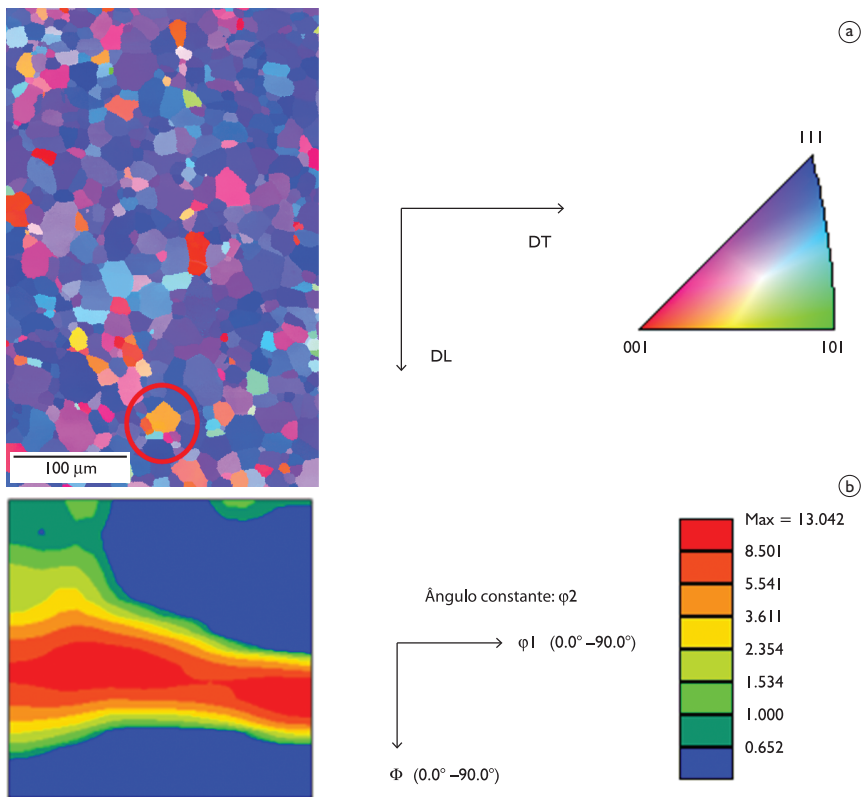 a
111
DT
001
101
DL
100 μm
b
Max = 13.042
8.501
5.541
3.611
2.354
1.534
1.000
0.652
Ângulo constante: φ2
φ1 (0.0° –90.0°)
Φ (0.0° –90.0°)